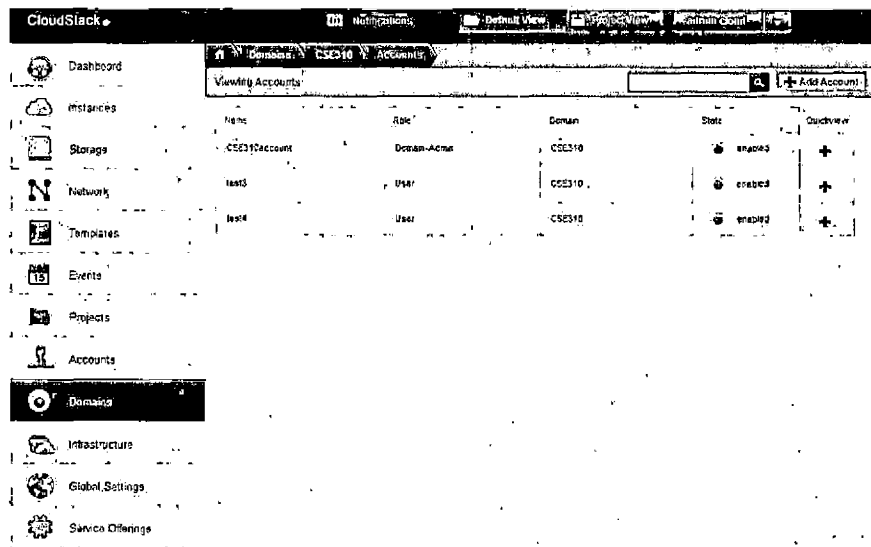 CloudStack
Notifications
Default View
Project View
Domains
CSE310
Accounts
Viewing Accounts
Add Account
Dashboard
Instances
Storage
Network
Templates
Events
Projects
Accounts
Domains
Infrastructure
Global Settings
Service Offerings
Name Role Domain State Quickview
CSE310account Domain-Admin CSE310 enabled
test3 User CSE310 enabled
test4 User CSE310 enabled